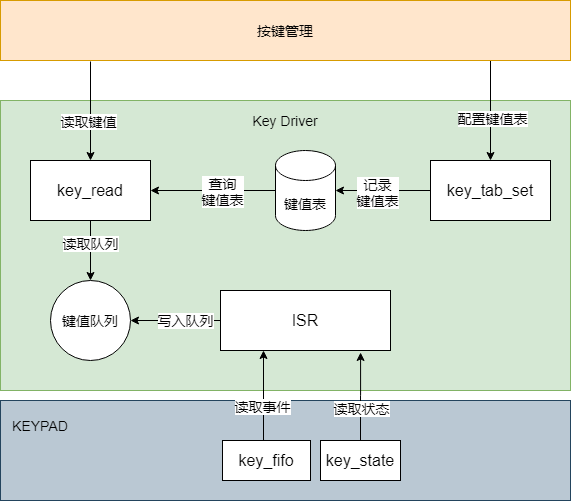 按键管理
读取键值
Key Driver
配置键值表
key_read
查询
键值表
键值表
记录
键值表
key_tab_set
读取队列
键值队列
写入队列
ISR
读取事件
读取状态
KEYPAD
key_fifo
key_state